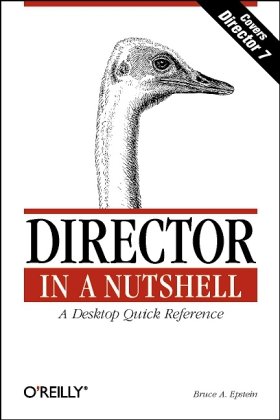 Covers
Director 7
DIRECTOR
IN A NUTSHELL
A Desktop Quick Reference
Bruce A. Epstein
O'REILLY®